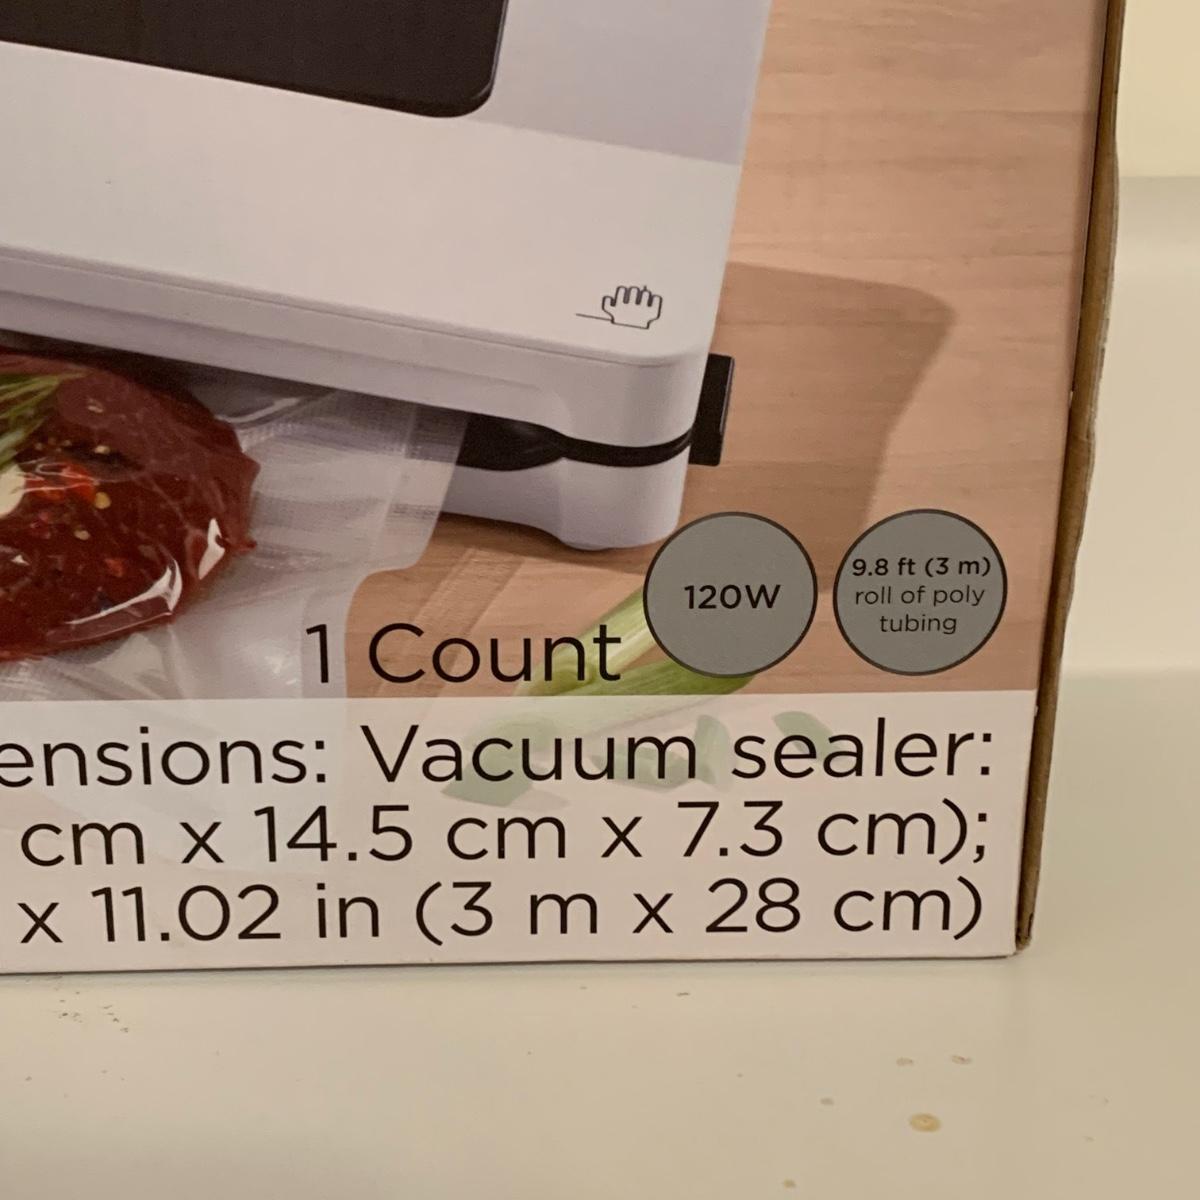 120W
9.8 ft (3 m)
roll of poly
tubing
1 Count
ensions: Vacuum sealer:
cm x 14.5 cm x 7.3 cm);
x 11.02 in (3 m x 28 cm)